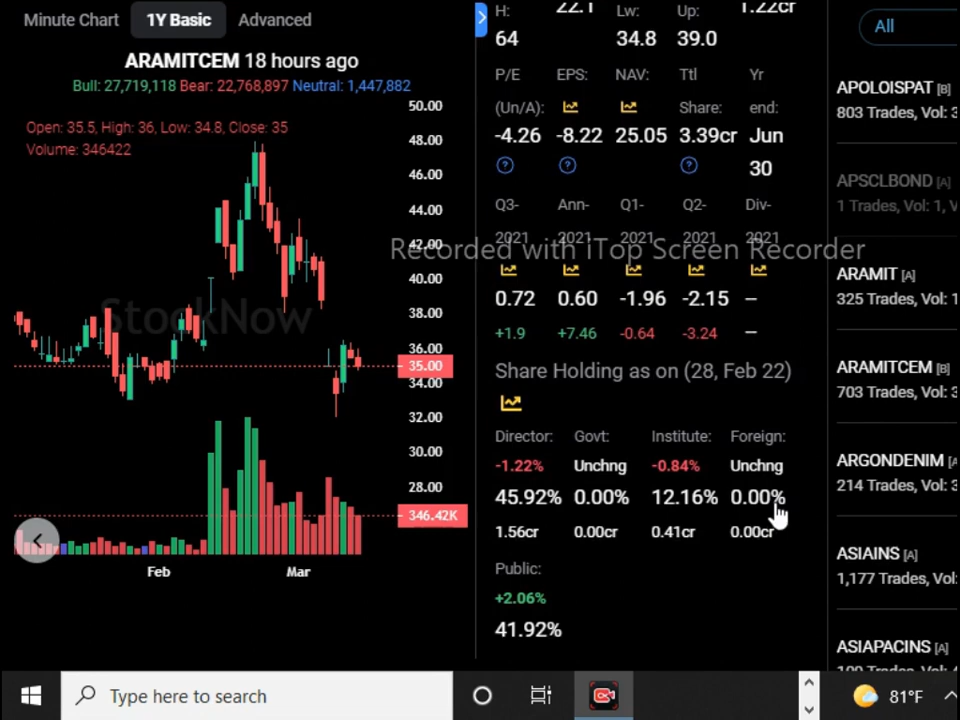 Minute Chart 1Y Basic Advanced
ARAMITCEM 18 hours ago
Bull: 27,719,118 Bear: 22,768,897 Neutral: 1,447,882
Open: 35.5, High: 36, Low: 34.8, Close: 35
Volume: 346422
50.00
48.00
46.00
44.00
42.00
40.00
38.00
36.00
35.00
34.00
32.00
30.00
28.00
346.42K
StockNow
Feb Mar
H: 22.1 Lw: Up: 1.22cr
64 34.8 39.0
P/E EPS: NAV: Ttl Yr
(Un/A): Share: end:
-4.26 -8.22 25.05 3.39cr Jun
30
Q3- Ann- Q1- Q2- Div-
2021 2021 2021 2021 2021
Recorded with iTop Screen Recorder
0.72 0.60 -1.96 -2.15 –
+1.9 +7.46 -0.64 -3.24 –
Share Holding as on (28, Feb 22)
Director: Govt: Institute: Foreign:
-1.22% Unchng -0.84% Unchng
45.92% 0.00% 12.16% 0.00%
1.56cr 0.00cr 0.41cr 0.00cr
Public:
+2.06%
41.92%
All
APOLOISPAT [B]
803 Trades, Vol: 3
APSCLBOND [A]
1 Trades, Vol: 1,
ARAMIT [A]
325 Trades, Vol: 1
ARAMITCEM [B]
703 Trades, Vol: 3
ARGONDENIM
214 Trades, Vol: 3
ASIAINS [A]
1,177 Trades, Vol:
ASIAPACINS [A]
Type here to search
81°F